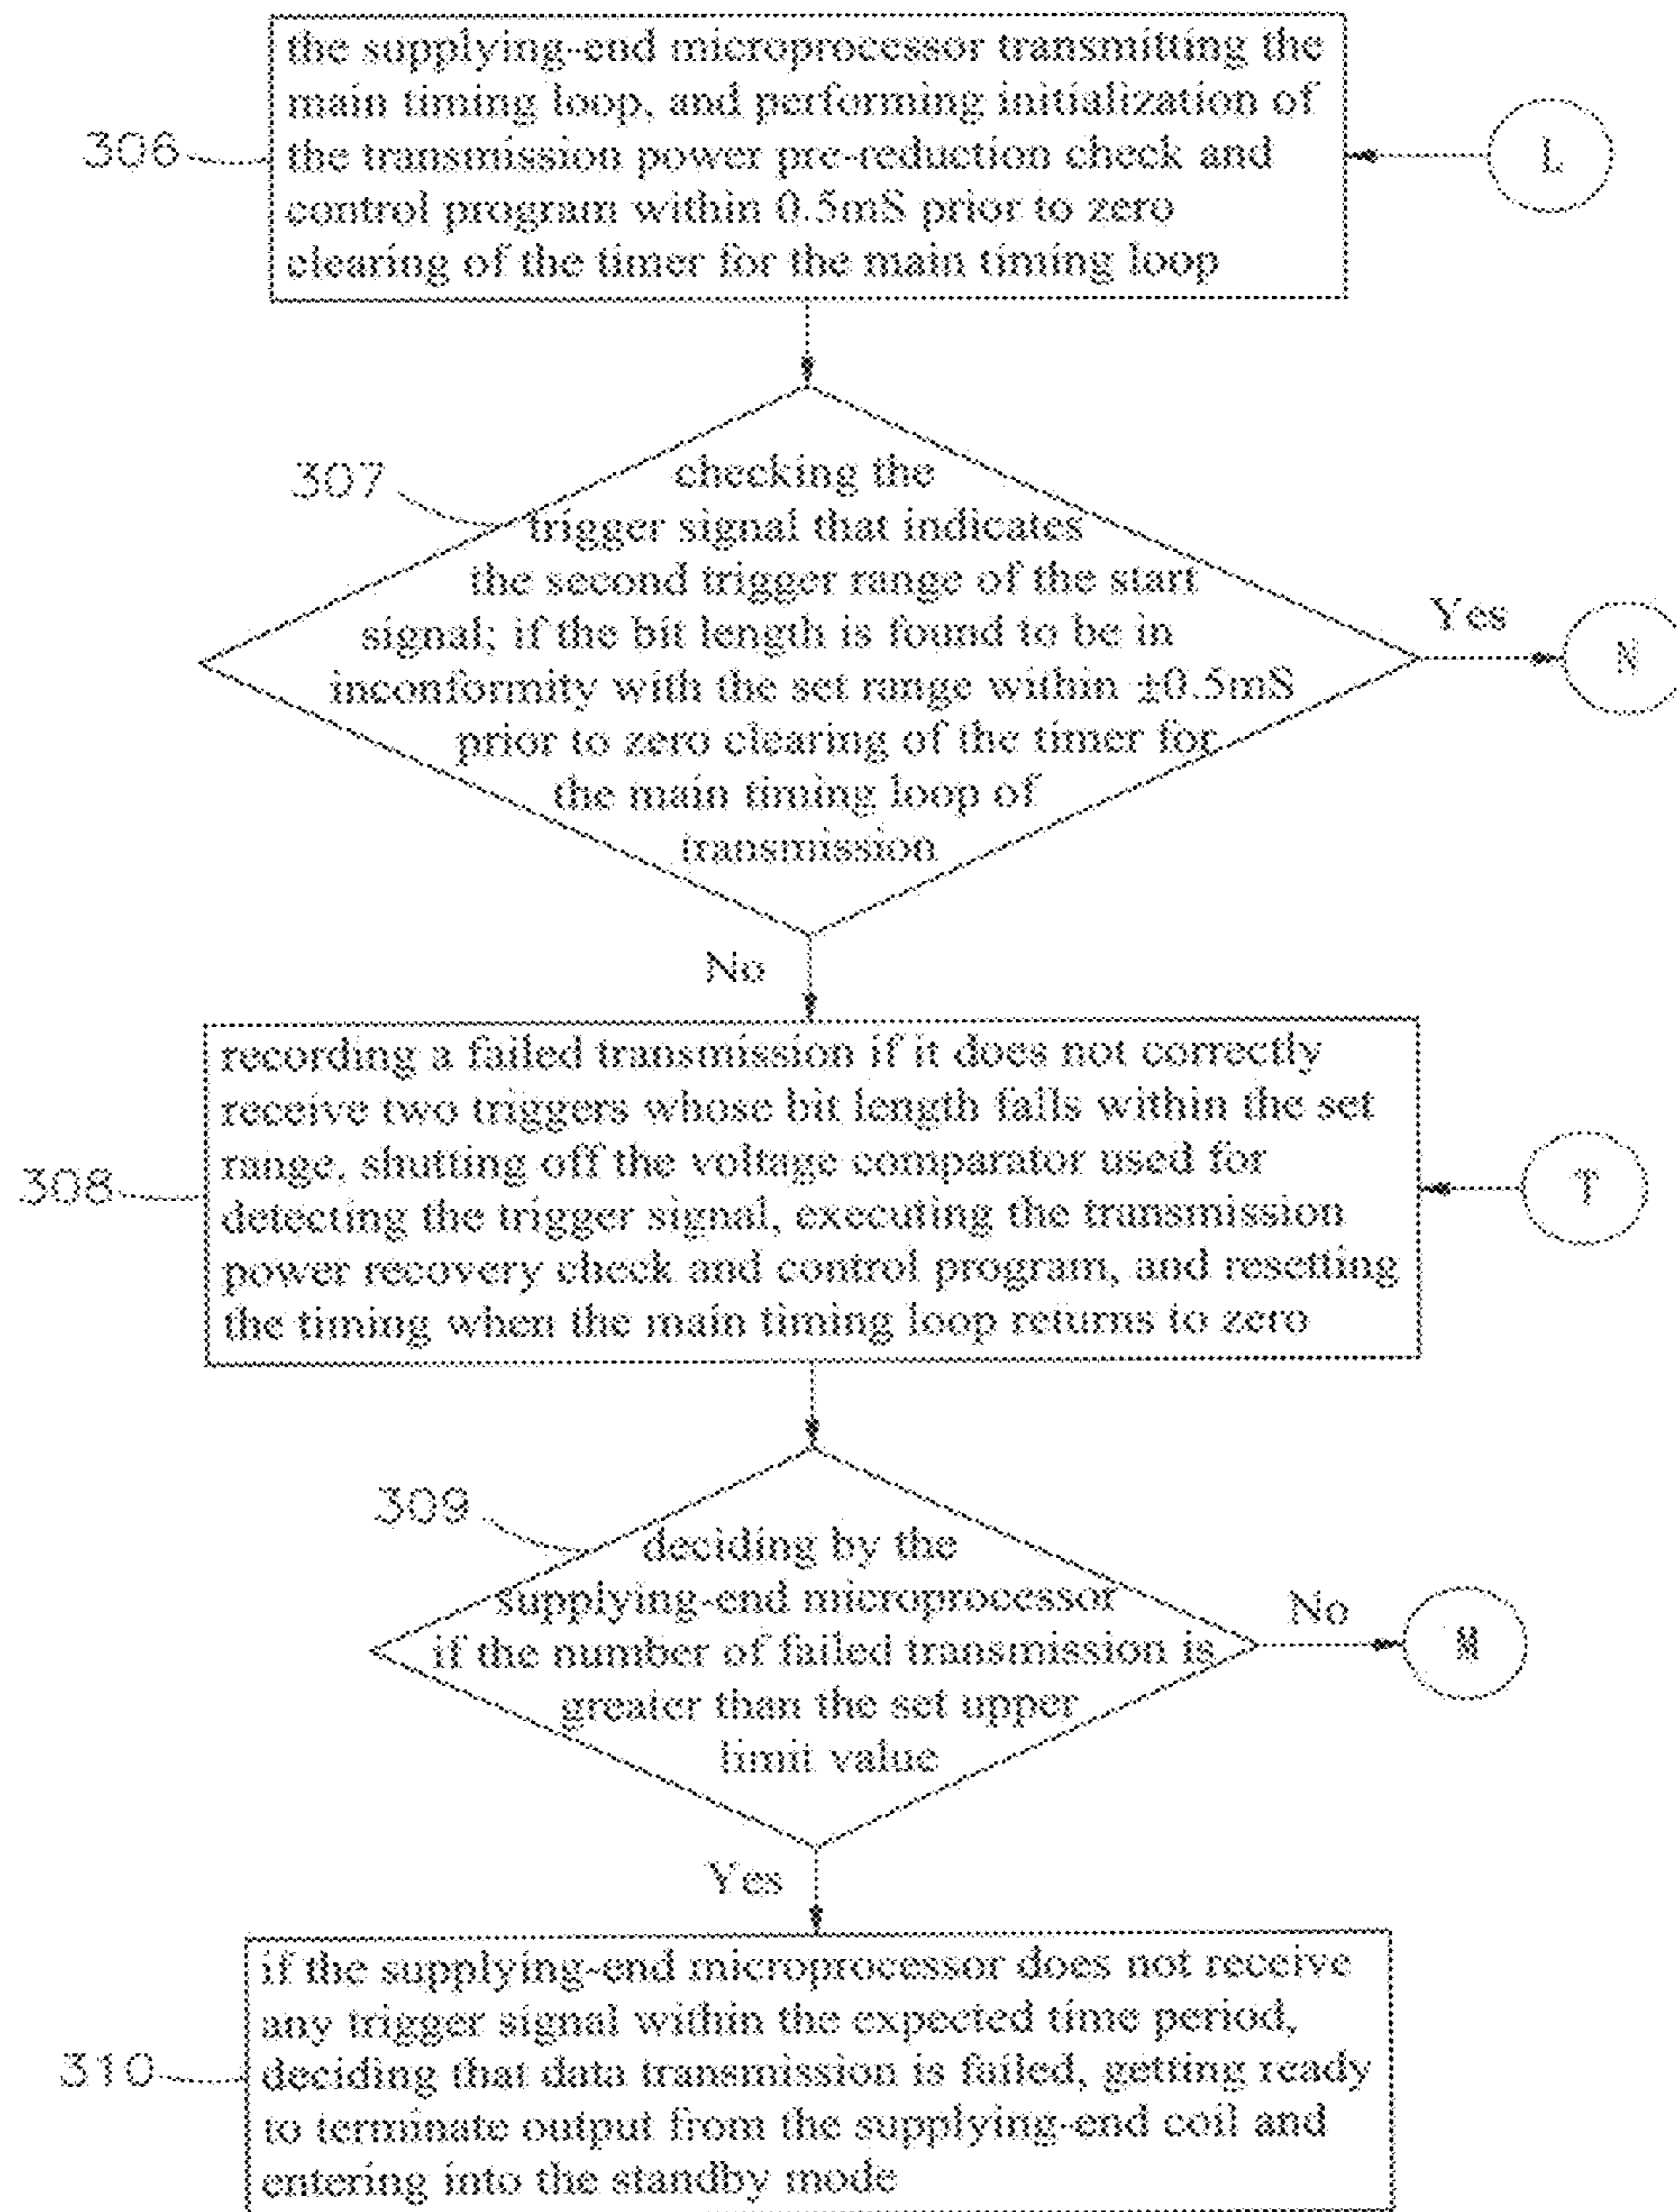 the supplying-end microprocessor transmitting the
main timing loop, and performing initialization of
the transmission power pre-reduction check and
control program within 0.5mS prior to zero
clearing of the timer for the main timing loop
306
L
307
checking the
trigger signal that indicates
the second trigger range of the start
signal; if the bit length is found to be in
inconformity with the set range within ±0.5mS
prior to zero clearing of the timer for
the main timing loop of
transmission
Yes
N
No
308
recording a failed transmission if it does not correctly
receive two triggers whose bit length falls within the set
range, shutting off the voltage comparator used for
detecting the trigger signal, executing the transmission
power recovery check and control program, and resetting
the timing when the main timing loop returns to zero
T
309
deciding by the
supplying-end microprocessor
if the number of failed transmission is
greater than the set upper
limit value
No
M
Yes
310
if the supplying-end microprocessor does not receive
any trigger signal within the expected time period,
deciding that data transmission is failed, getting ready
to terminate output from the supplying-end coil and
entering into the standby mode